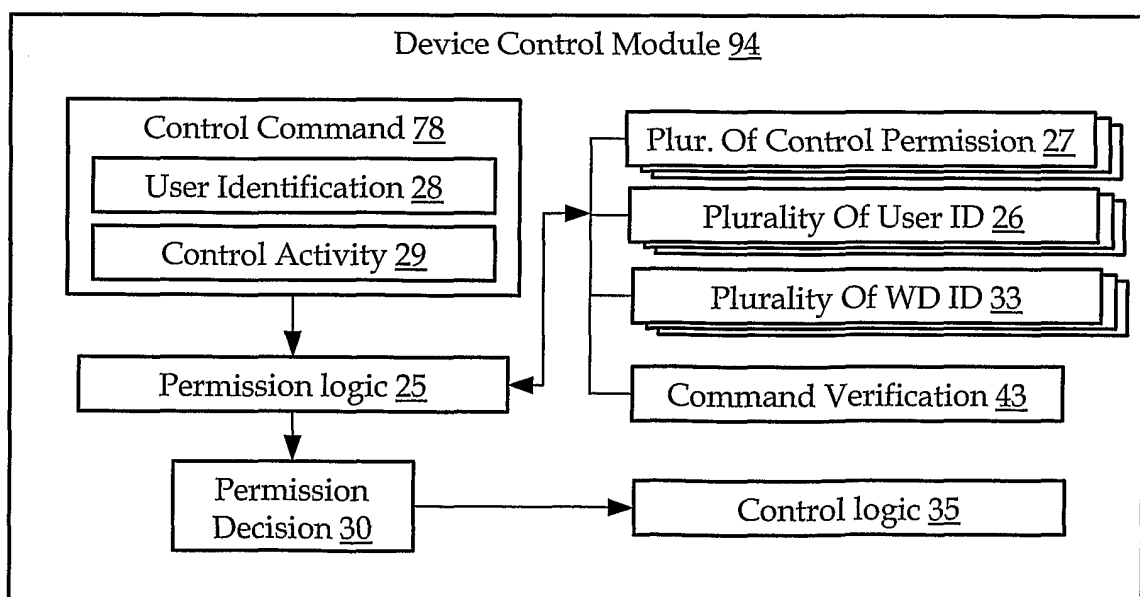 Device Control Module 94
Control Command 78
User Identification 28
Control Activity 29
Plur. Of Control Permission 27
Plurality Of User ID 26
Plurality Of WD ID 33
Permission logic 25
Command Verification 43
Permission
Decision 30
Control logic 35